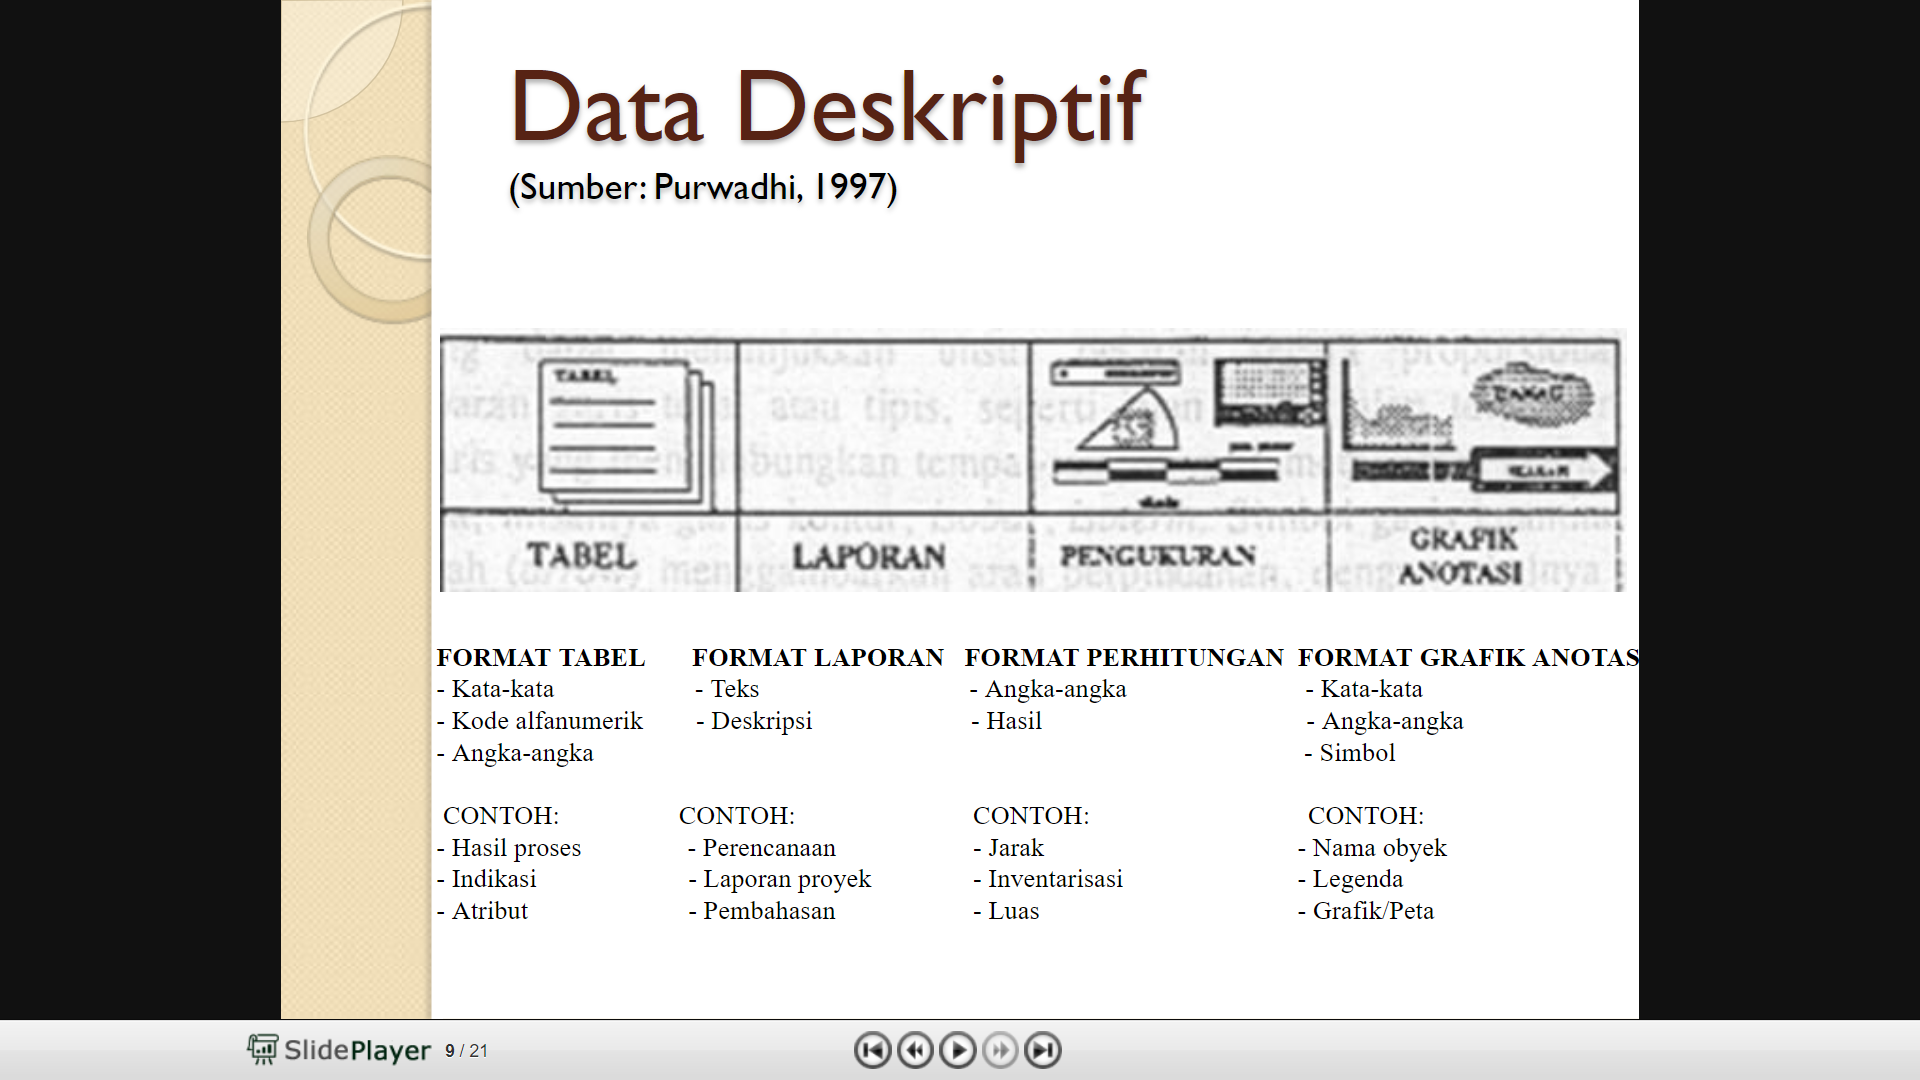 Data Deskriptif
(Sumber: Purwadhi, 1997)
TABEL
TABEL LAPORAN PENGUKURAN GRAFIK
ANOTASI
FORMAT TABEL FORMAT LAPORAN FORMAT PERHITUNGAN FORMAT GRAFIK ANOTAS
- Kata-kata - Teks - Angka-angka - Kata-kata
- Kode alfanumerik - Deskripsi - Hasil - Angka-angka
- Angka-angka - Simbol
CONTOH: CONTOH: CONTOH: CONTOH:
- Hasil proses - Perencanaan - Jarak - Nama obyek
- Indikasi - Laporan proyek - Inventarisasi - Legenda
- Atribut - Pembahasan - Luas - Grafik/Peta
SlidePlayer 9 / 21